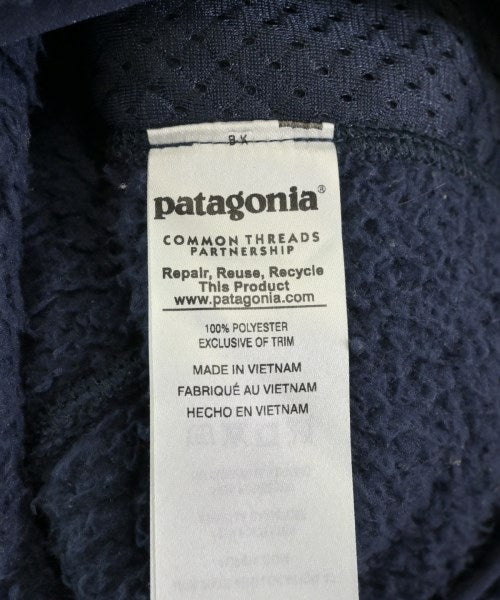 patagonia®
COMMON THREADS
PARTNERSHIP
Repair, Reuse, Recycle
This Product
www.patagonia.com
100% POLYESTER
EXCLUSIVE OF TRIM
MADE IN VIETNAM
FABRIQUÉ AU VIETNAM
HECHO EN VIETNAM